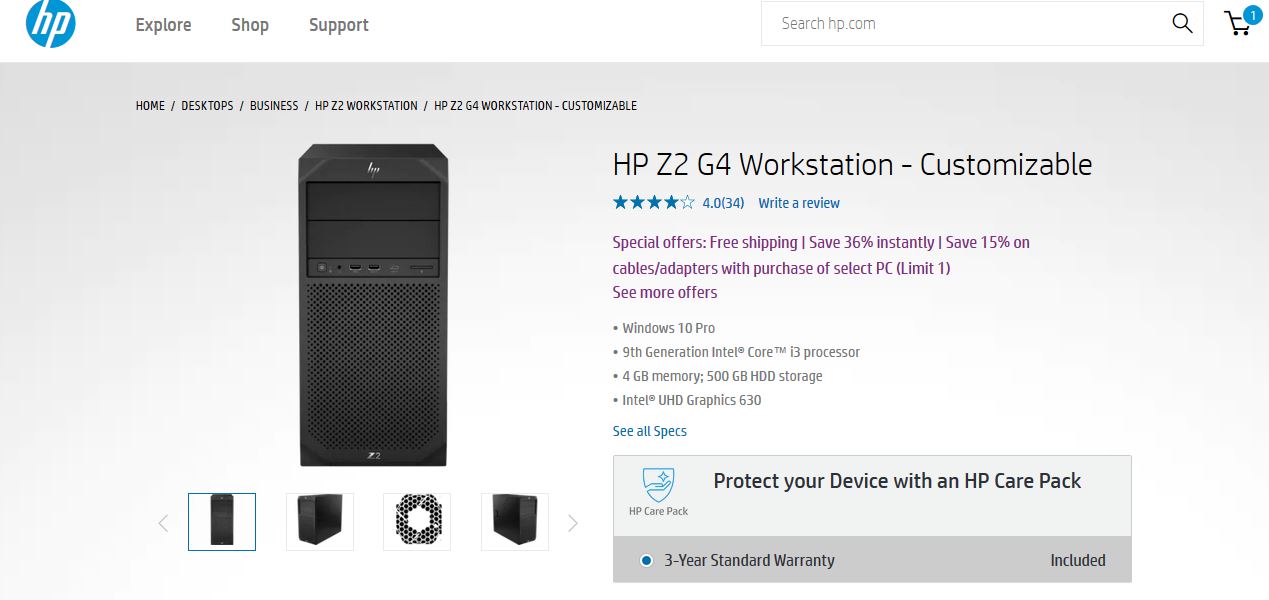 hp
Explore
Shop
Support
Search hp.com
1
HOME / DESKTOPS / BUSINESS / HP Z2 WORKSTATION / HP Z2 G4 WORKSTATION - CUSTOMIZABLE
hp
Z2
HP Z2 G4 Workstation - Customizable
4.0(34) Write a review
Special offers: Free shipping | Save 36% instantly | Save 15% on
cables/adapters with purchase of select PC (Limit 1)
See more offers
• Windows 10 Pro
• 9th Generation Intel® Core™ i3 processor
• 4 GB memory; 500 GB HDD storage
• Intel® UHD Graphics 630
See all Specs
HP Care Pack
Protect your Device with an HP Care Pack
3-Year Standard Warranty
Included